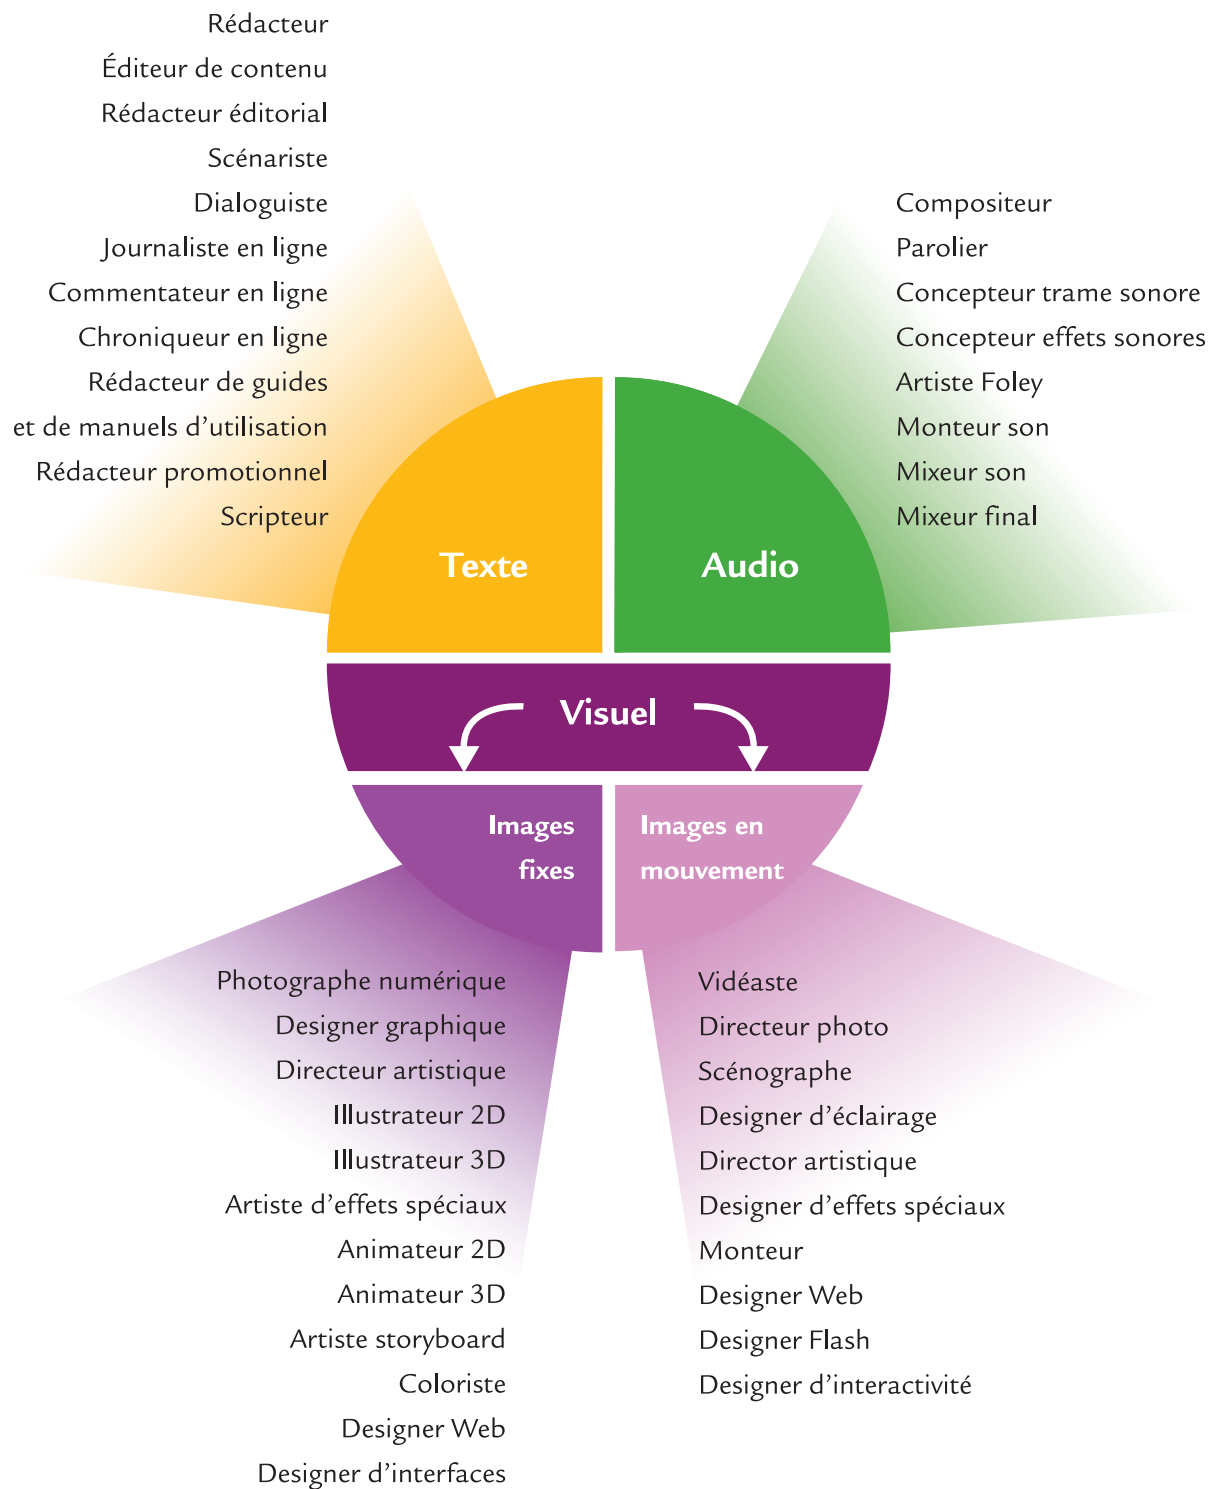 Rédacteur
Éditeur de contenu
Rédacteur éditorial
Scénariste
Dialoguiste
Journaliste en ligne
Commentateur en ligne
Chroniqueur en ligne
Rédacteur de guides
et de manuels d’utilisation
Rédacteur promotionnel
Scripteur
Compositeur
Parolier
Concepteur trame sonore
Concepteur effets sonores
Artiste Foley
Monteur son
Mixeur son
Mixeur final
Texte
Audio
Visuel
Images
fixes
Images en
mouvement
Photographe numérique
Designer graphique
Directeur artistique
Illustrateur 2D
Illustrateur 3D
Artiste d’effets spéciaux
Animateur 2D
Animateur 3D
Artiste storyboard
Coloriste
Designer Web
Designer d’interfaces
Vidéaste
Directeur photo
Scénographe
Designer d’éclairage
Director artistique
Designer d’effets spéciaux
Monteur
Designer Web
Designer Flash
Designer d’interactivité